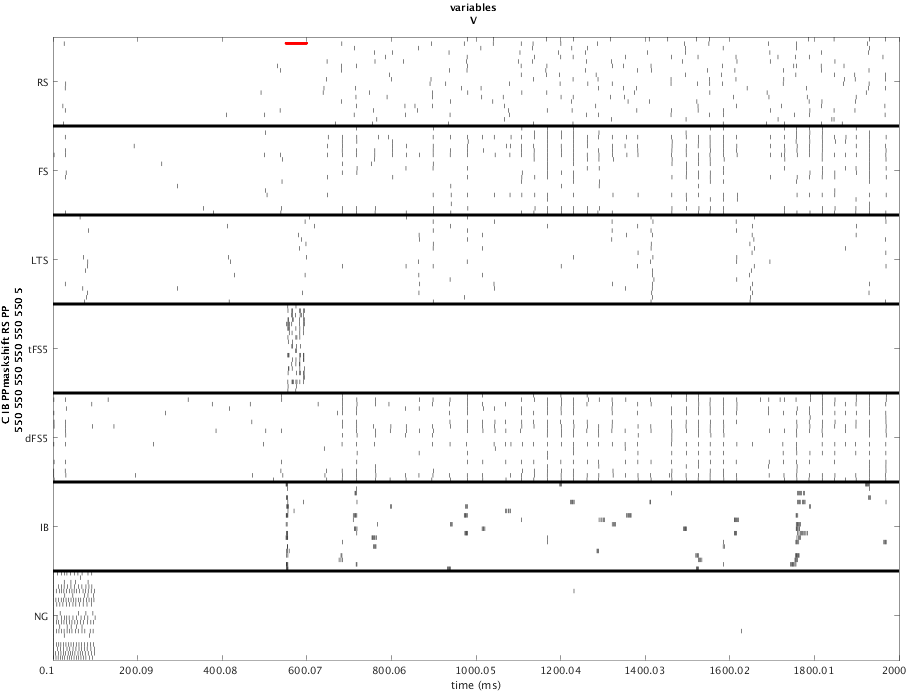 variables
V
RS
FS
LTS
tFS5
dFS5
IB
NG
C IB PPmaskshift RS PP
550 550 550 550 550 550 5
0.1 200.09 400.08 600.07 800.06 1000.05 1200.04 1400.03 1600.02 1800.01 2000
time (ms)